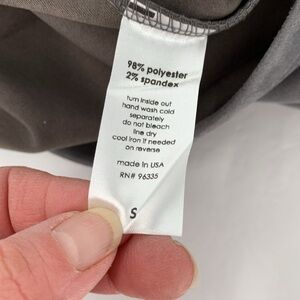 98% polyester
2% spandex
turn inside out
hand wash cold
separately
do not bleach
line dry
cool iron if needed
on reverse
made in USA
RN# 96335
S